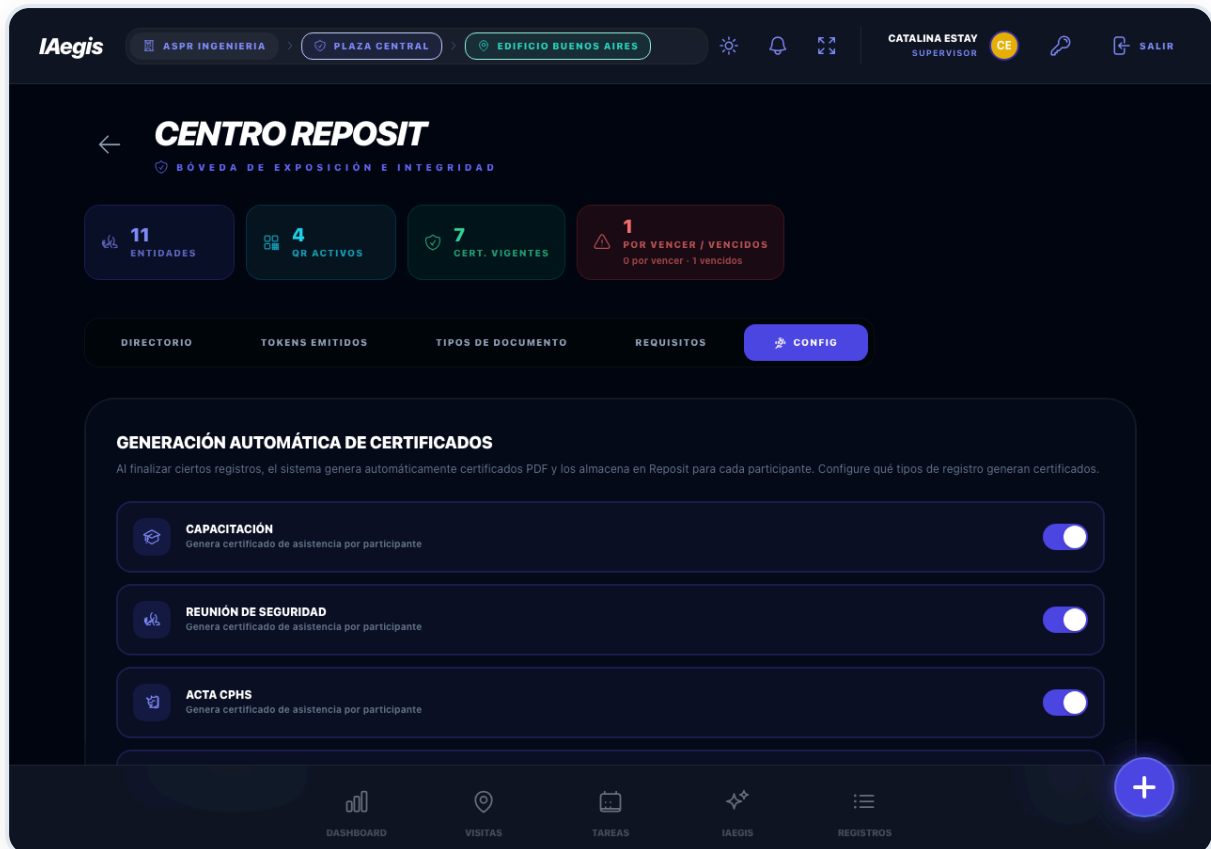 IAegis
ASPR INGENIERIA
PLAZA CENTRAL
EDIFICIO BUENOS AIRES
CATALINA ESTAY
SUPERVISOR
CE
SALIR
CENTRO REPOSIT
BÓVEDA DE EXPOSICIÓN E INTEGRIDAD
11
ENTIDADES
4
QR ACTIVOS
7
CERT. VIGENTES
1
POR VENCER / VENCIDOS
0 por vencer · 1 vencidos
DIRECTORIO
TOKENS EMITIDOS
TIPOS DE DOCUMENTO
REQUISITOS
CONFIG
GENERACIÓN AUTOMÁTICA DE CERTIFICADOS
Al finalizar ciertos registros, el sistema genera automáticamente certificados PDF y los almacena en Reposit para cada participante. Configure qué tipos de registro generan certificados.
CAPACITACIÓN
Genera certificado de asistencia por participante
REUNIÓN DE SEGURIDAD
Genera certificado de asistencia por participante
ACTA CPHS
Genera certificado de asistencia por participante
DASHBOARD
VISITAS
TAREAS
IAEGIS
REGISTROS